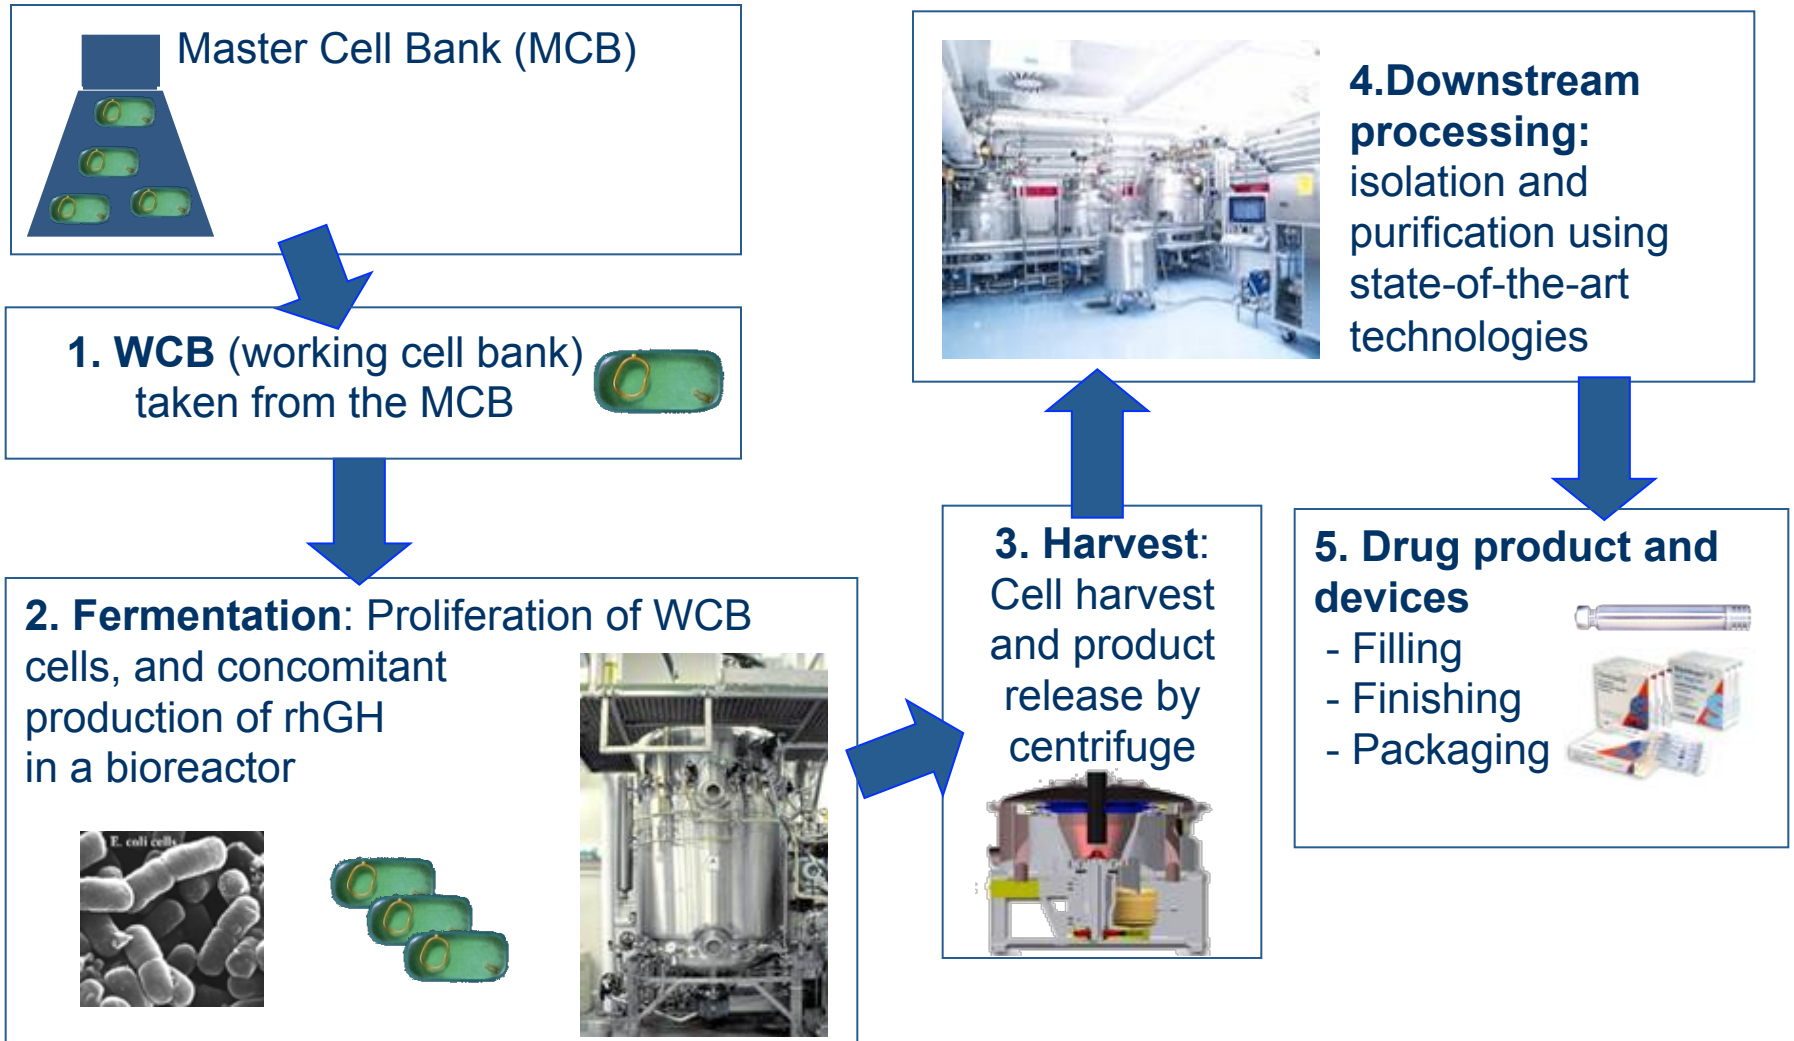 Master Cell Bank (MCB)
1. WCB (working cell bank)
taken from the MCB
2. Fermentation: Proliferation of WCB
cells, and concomitant
production of rhGH
in a bioreactor
E. coli cells
3. Harvest:
Cell harvest
and product
release by
centrifuge
4.Downstream
processing:
isolation and
purification using
state-of-the-art
technologies
5. Drug product and
devices
- Filling
- Finishing
- Packaging